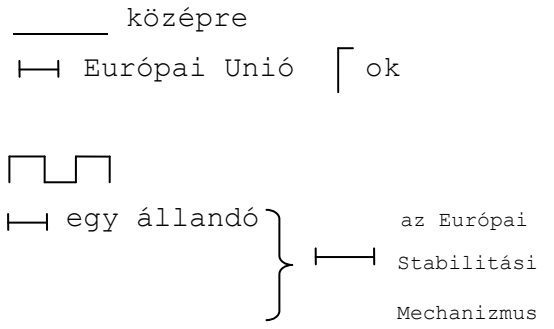 középre
Európai Unió ok
egy állandó
az Európai
Stabilitási
Mechanizmus